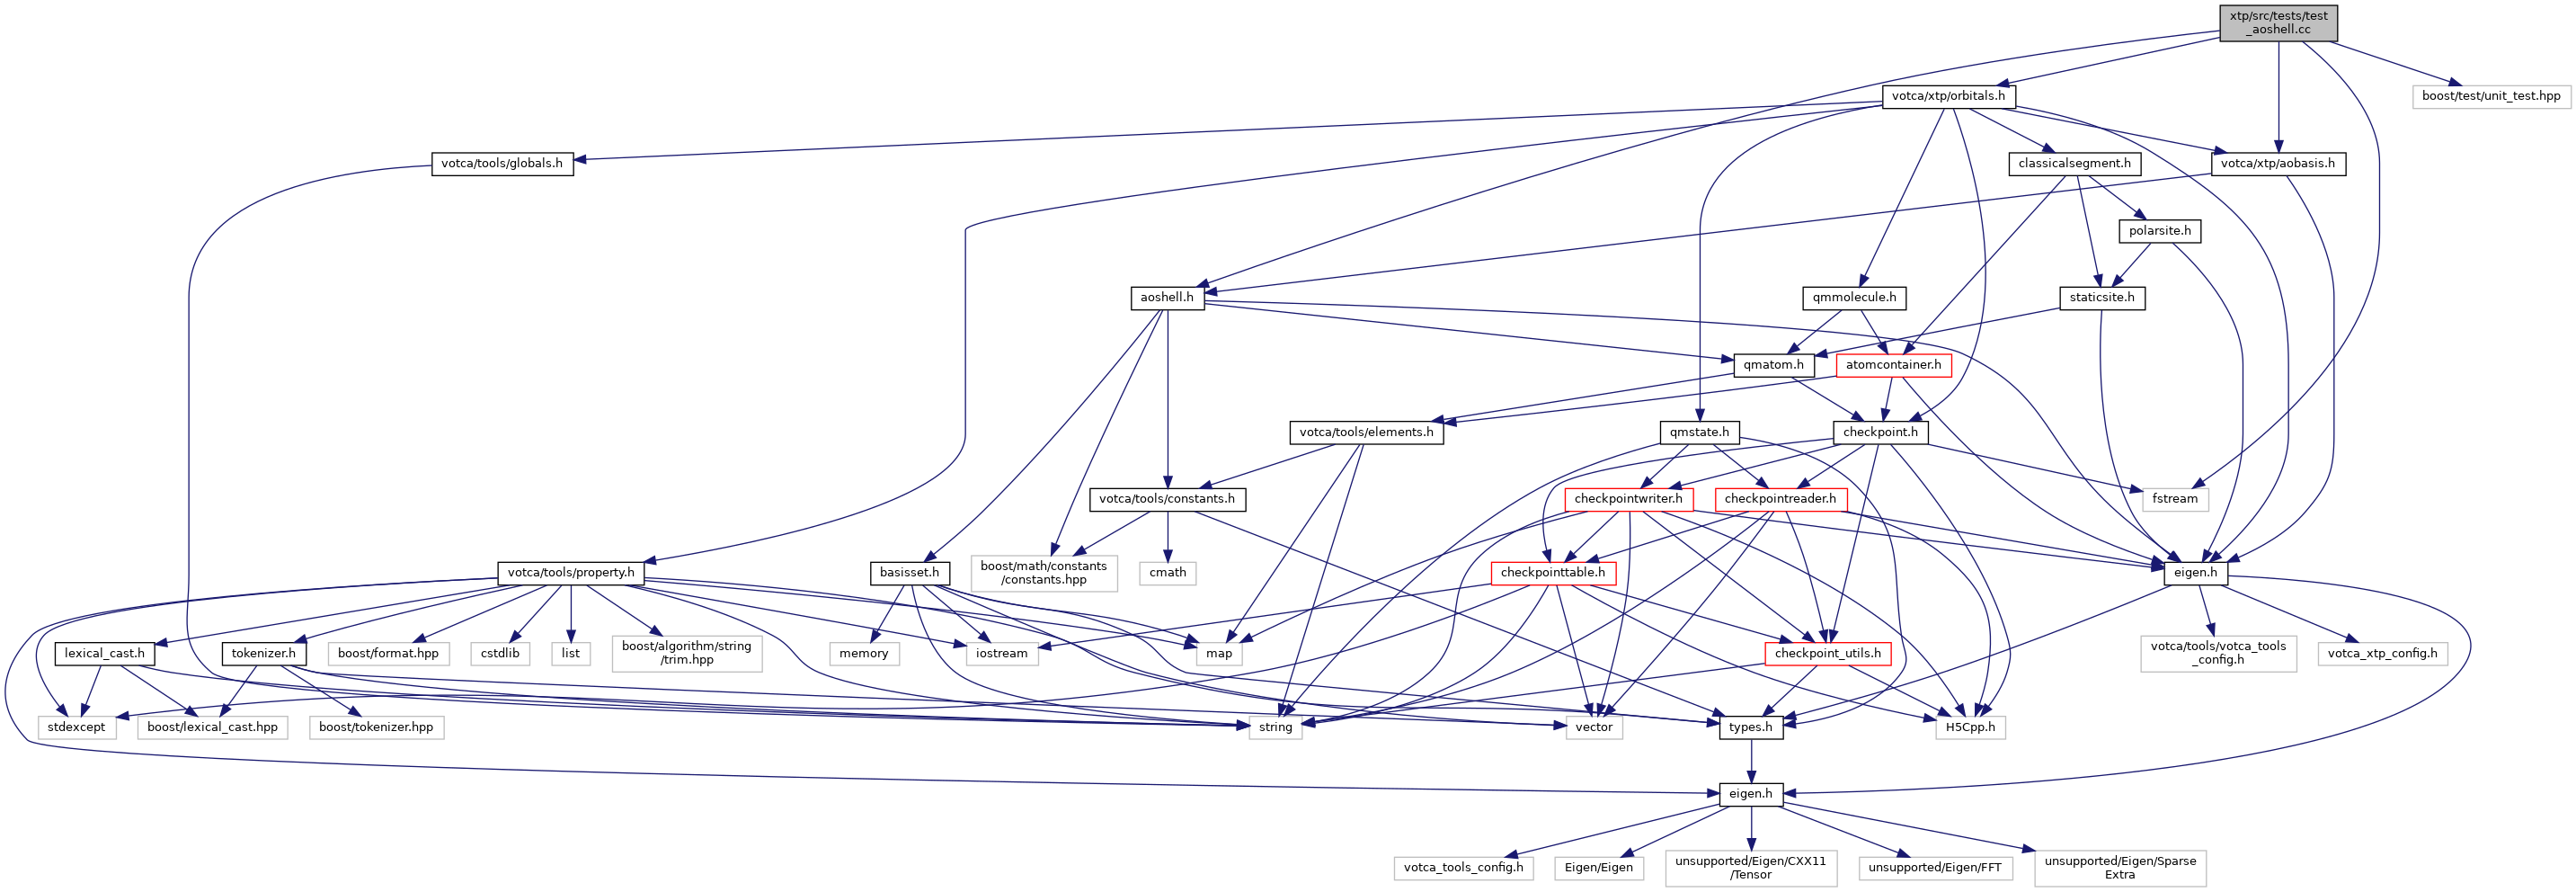 xtp/src/tests/test
_aoshell.cc
votca/xtp/orbitals.h
boost/test/unit_test.hpp
votca/tools/globals.h
classicalsegment.h
votca/xtp/aobasis.h
polarsite.h
aoshell.h
qmmolecule.h
staticsite.h
qmatom.h
atomcontainer.h
votca/tools/elements.h
qmstate.h
checkpoint.h
votca/tools/constants.h
checkpointwriter.h
checkpointreader.h
fstream
votca/tools/property.h
basisset.h
boost/math/constants
/constants.hpp
cmath
checkpointtable.h
eigen.h
lexical_cast.h
tokenizer.h
boost/format.hpp
cstdlib
list
boost/algorithm/string
/trim.hpp
memory
iostream
map
checkpoint_utils.h
votca/tools/votca_tools
_config.h
votca_xtp_config.h
stdexcept
boost/lexical_cast.hpp
boost/tokenizer.hpp
string
vector
types.h
H5Cpp.h
eigen.h
votca_tools_config.h
Eigen/Eigen
unsupported/Eigen/CXX11
/Tensor
unsupported/Eigen/FFT
unsupported/Eigen/Sparse
Extra